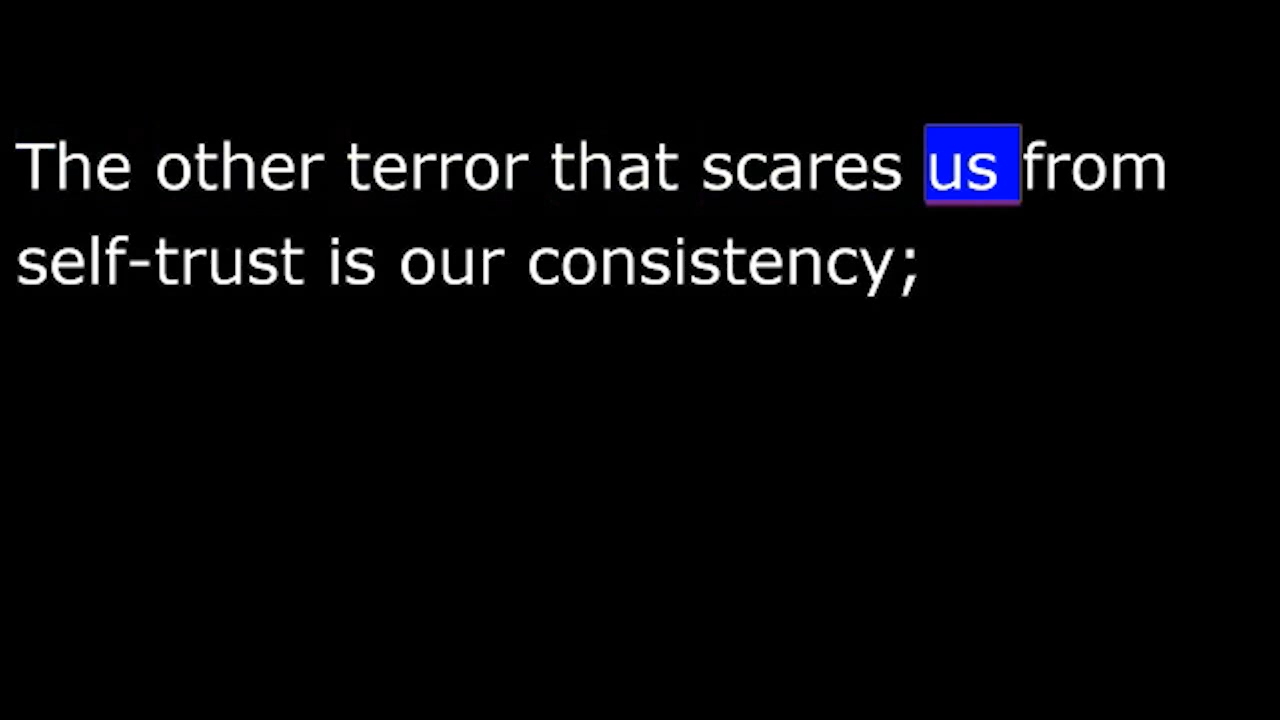 The other terror that scares us from
self-trust is our consistency;